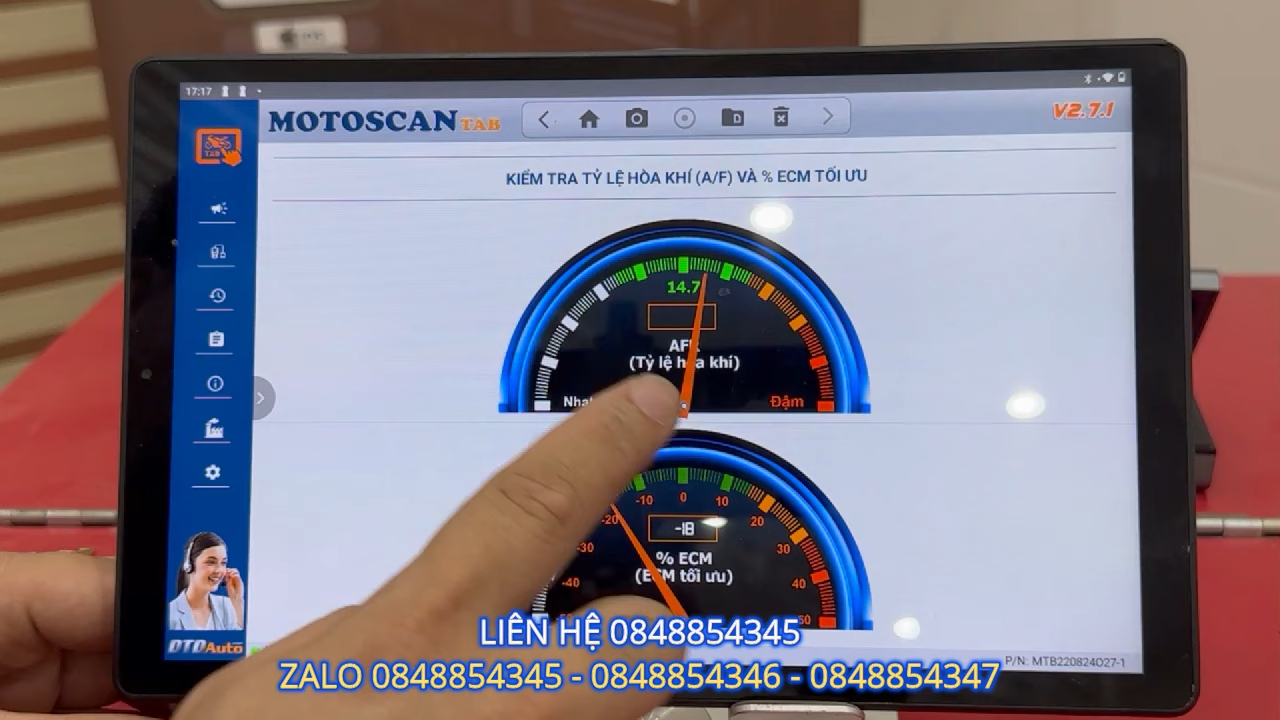 17:17
MOTOSCAN TAB
V2.7.1
KIỂM TRA TỶ LỆ HÒA KHÍ (A/F) VÀ % ECM TỐI ƯU
14.7
(Tỷ lệ hòa khí)
Đậm
-10 0 10
-20 20
-30 -18 30
% ECM
-40 (ECM tối ưu) 40
OTOAuto
P/N: MTB220824027-1
LIÊN HỆ 0848854345
ZALO 0848854345 - 0848854346 - 0848854347